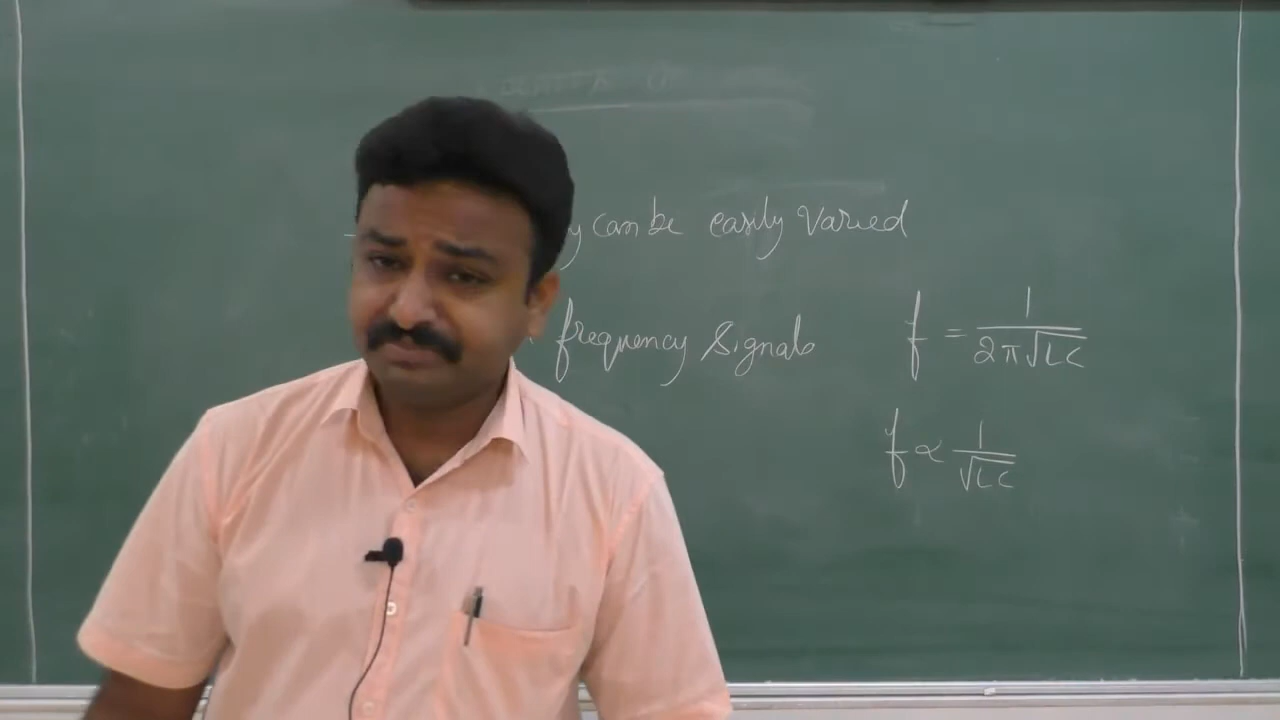 can be easily varied
frequency signals
f = 1 / 2π√LC
f ∝ 1 / √LC